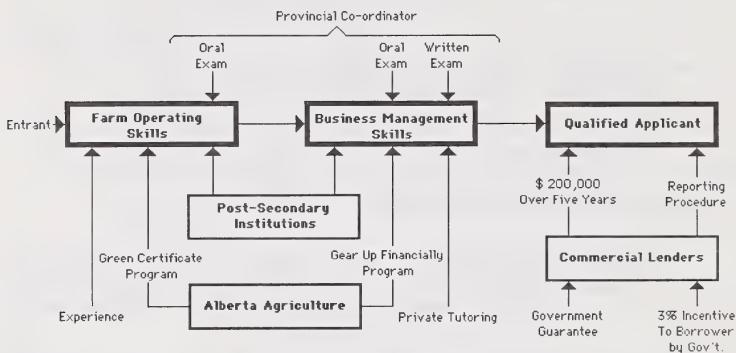 Provincial Co-ordinator
Oral
Exam
Oral
Exam
Written
Exam
Entrant
Farm Operating
Skills
Business Management
Skills
Qualified Applicant
$ 200,000
Over Five Years
Reporting
Procedure
Post-Secondary
Institutions
Green Certificate
Program
Gear Up Financially
Program
Commercial Lenders
Alberta Agriculture
Experience
Private Tutoring
Government
Guarantee
3% Incentive
To Borrower
by Gov't.